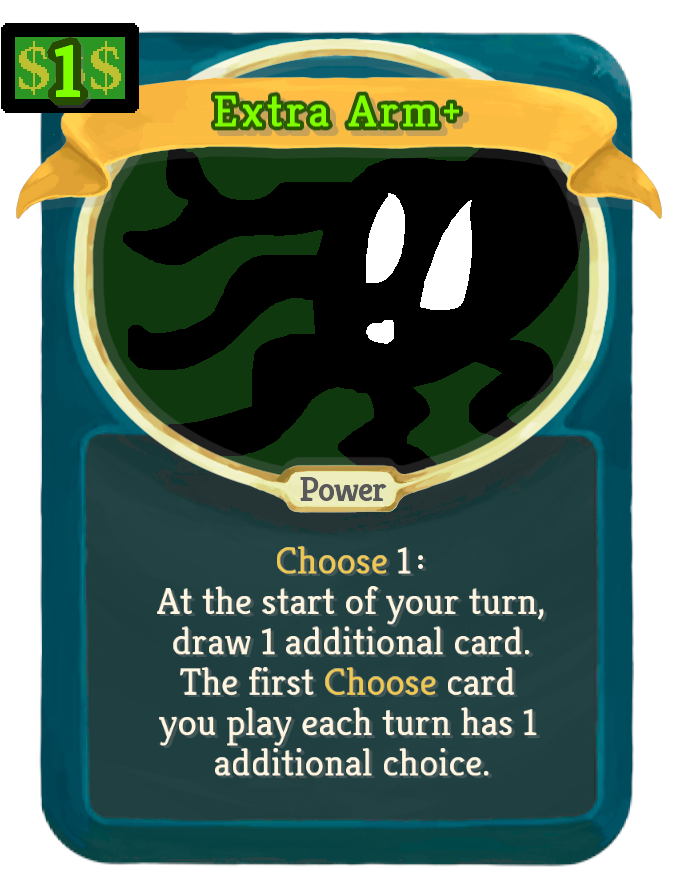 $1$
Extra Arm+
Power
Choose 1:
At the start of your turn,
draw 1 additional card.
The first Choose card
you play each turn has 1
additional choice.